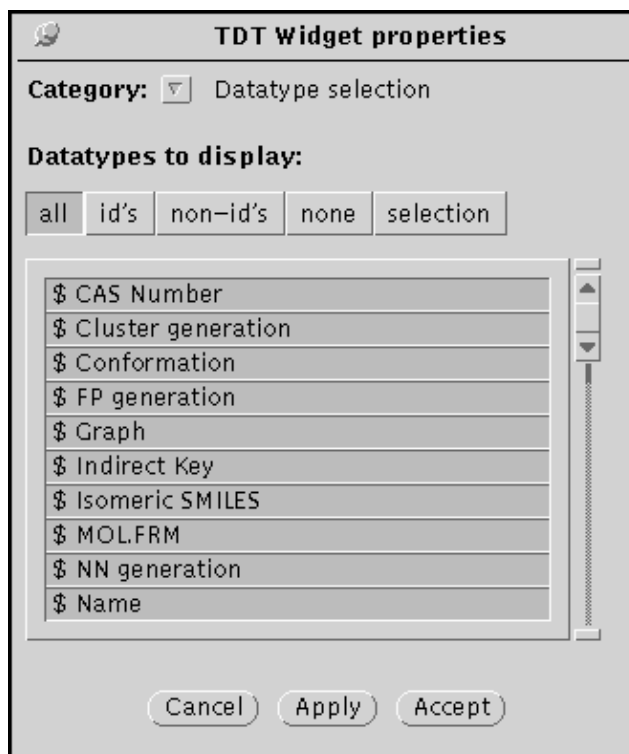 TDT Widget properties
Category: Datatype selection
Datatypes to display:
all id's non-id's none selection
$ CAS Number
$ Cluster generation
$ Conformation
$ FP generation
$ Graph
$ Indirect Key
$ Isomeric SMILES
$ MOL.FRM
$ NN generation
$ Name
Cancel Apply Accept